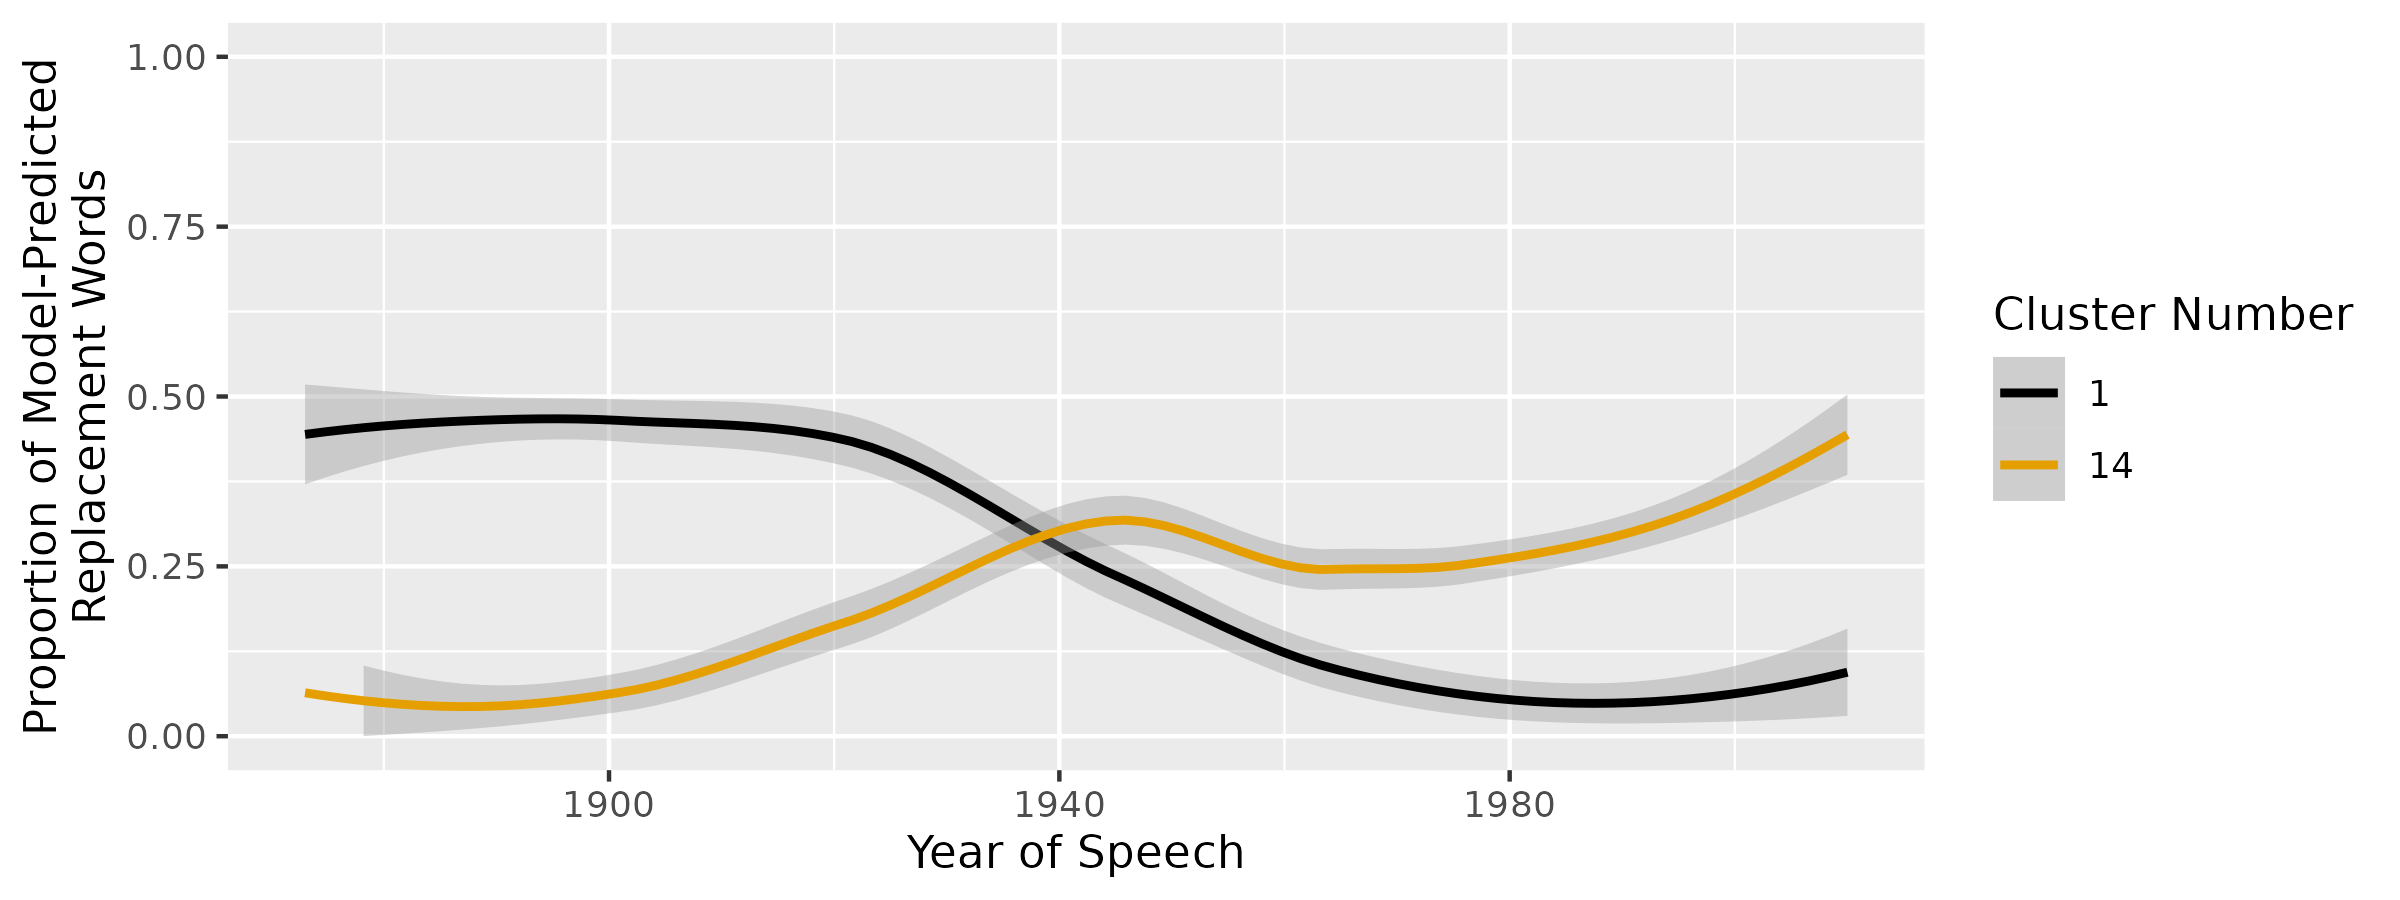 Proportion of Model-Predicted
Replacement Words
1.00
0.75
0.50
0.25
0.00
1900
1940
1980
Year of Speech
Cluster Number
1
14